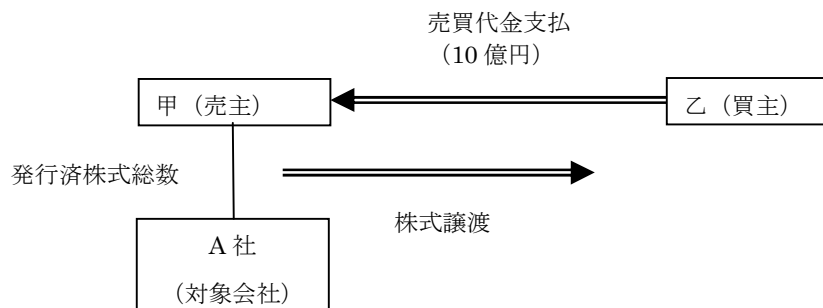 売買代金支払
（10 億円）
甲（売主）
乙（買主）
発行済株式総数
株式譲渡
A 社
（対象会社）